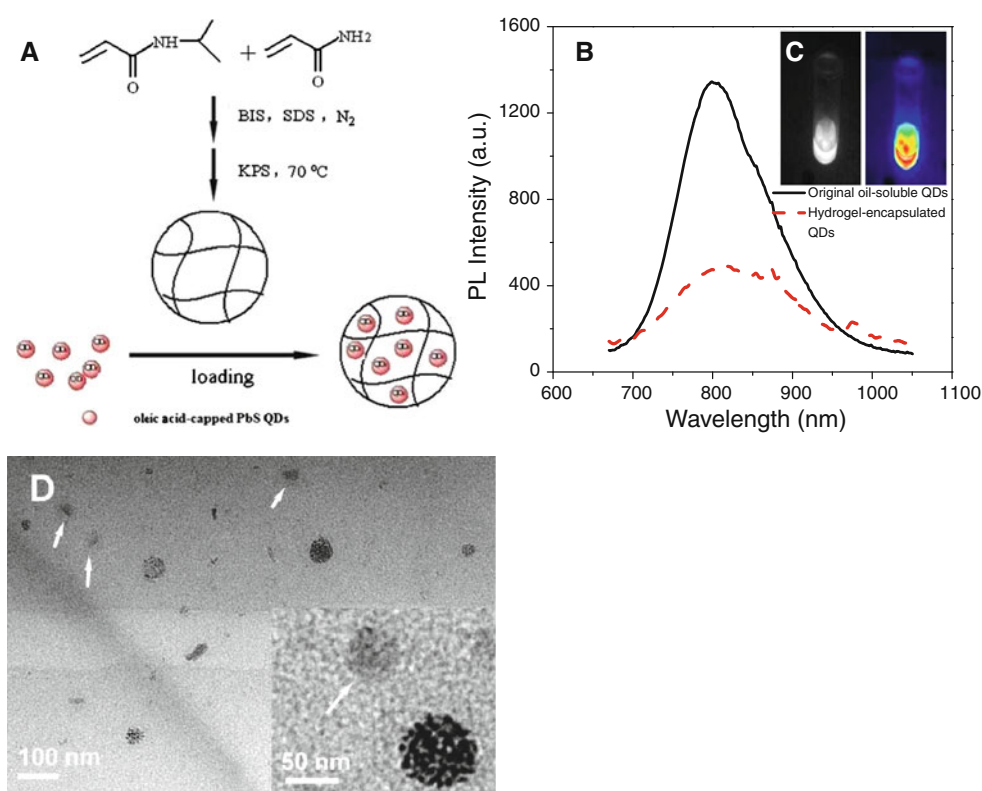 A
NH
O
+
NH2
O
BIS, SDS, N2
KPS, 70 ℃
loading
oleic acid-capped PbS QDs
B
C
PL Intensity (a.u.)
1600
1200
800
400
0
Original oil-soluble QDs
Hydrogel-encapsulated
QDs
600
700
800
900
1000
1100
Wavelength (nm)
D
100 nm
50 nm